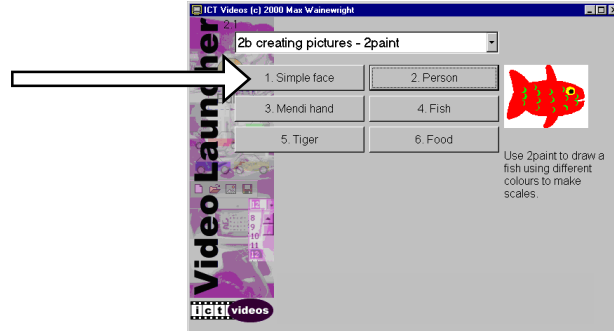 ICT Videos (c) 2000 Max Wainewright
2.1
2b creating pictures - 2paint
1. Simple face
2. Person
3. Mendi hand
4. Fish
5. Tiger
6. Food
Use 2paint to draw a
fish using different
colours to make
scales.
Video Launcher
8
9
10
11
12
ict videos